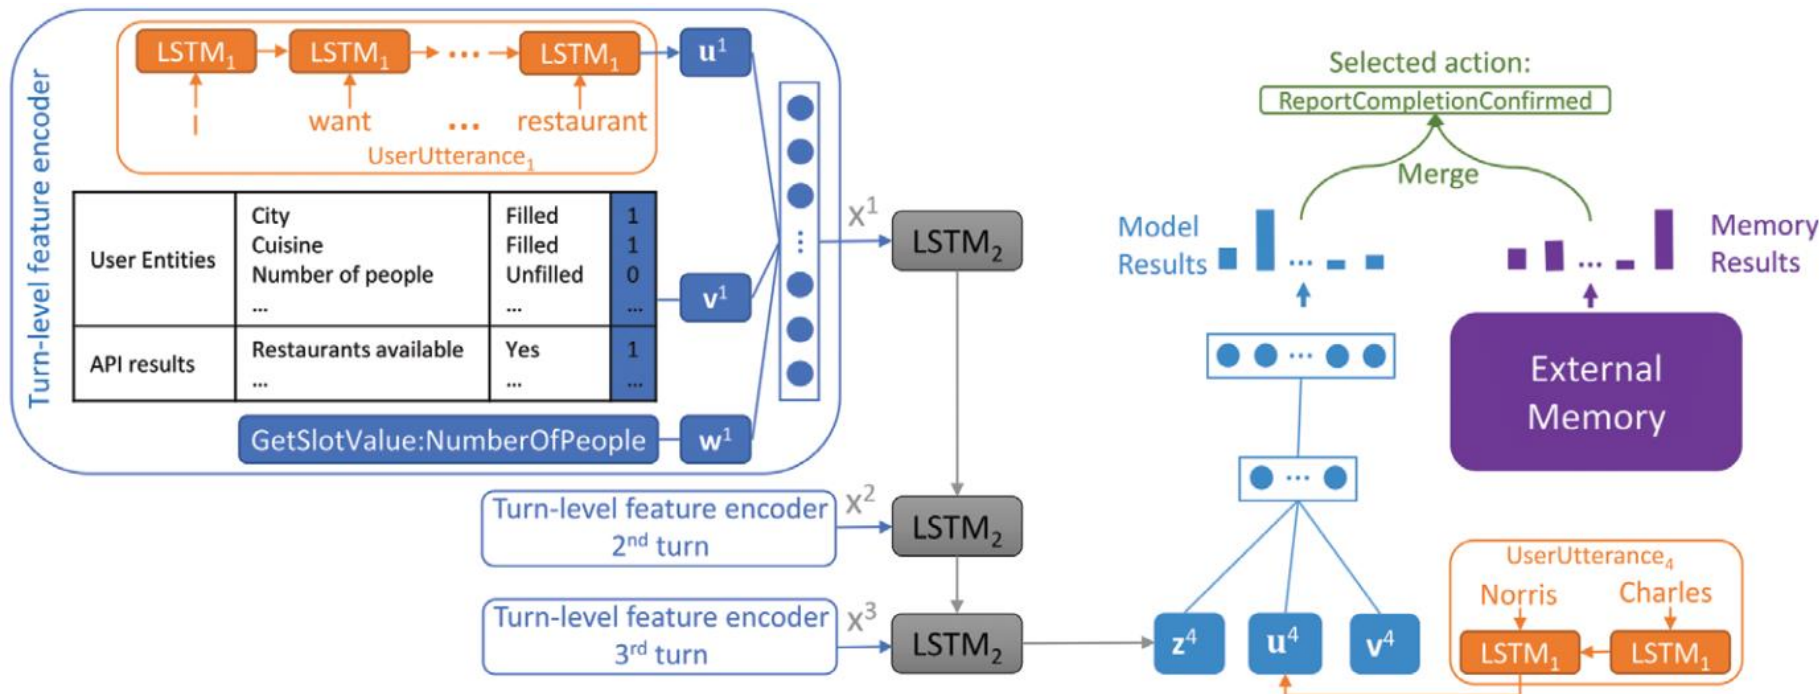 Turn-level feature encoder
LSTM1 LSTM1 ... LSTM1 u1
I want ... restaurant
UserUtterance1
User Entities
City Filled 1
Cuisine Filled 1
Number of people Unfilled 0
... ... ...
v1
API results
Restaurants available Yes 1
... ... ...
GetSlotValue:NumberOfPeople w1
...
X1
LSTM2
Turn-level feature encoder
2nd turn
X2
LSTM2
Turn-level feature encoder
3rd turn
X3
LSTM2
Selected action:
ReportCompletionConfirmed
Merge
Model
Results
...
Memory
Results
...
...
External
Memory
...
z4 u4 v4
UserUtterance4
Norris Charles
LSTM1 LSTM1